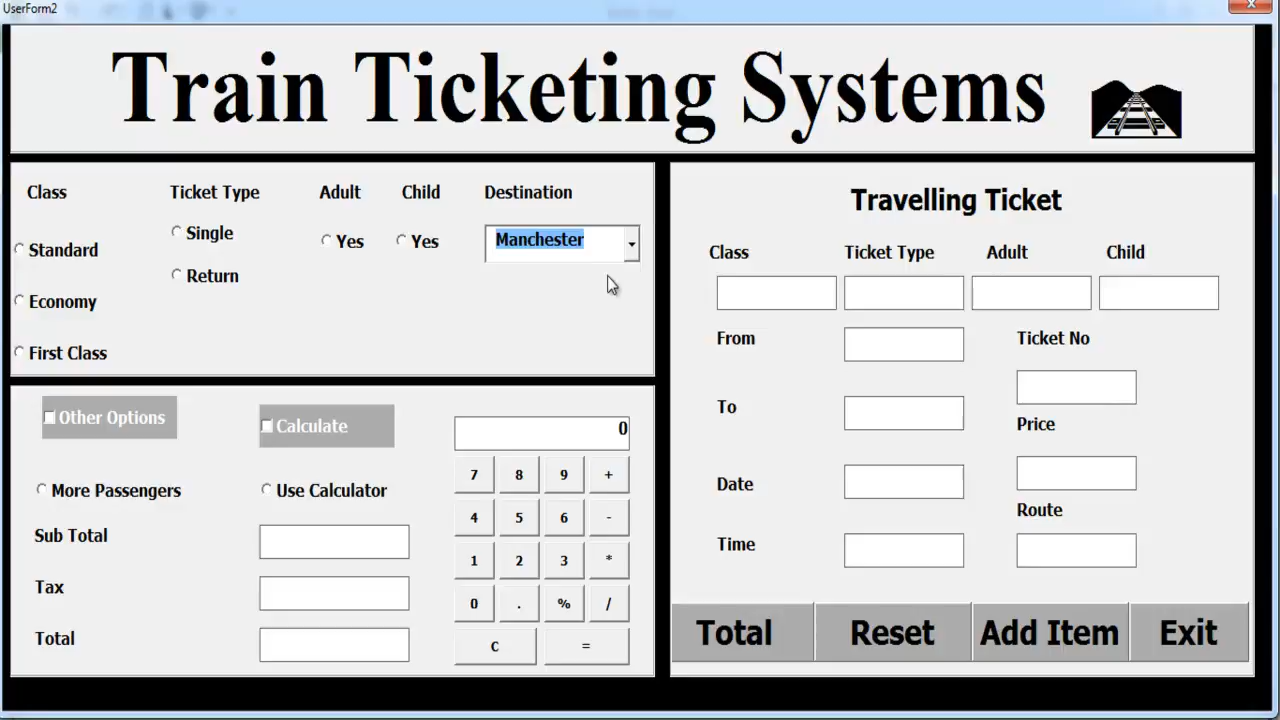 UserForm2
Train Ticketing Systems
Class
Ticket Type
Adult
Child
Destination
Standard
Economy
First Class
Single
Return
Yes
Yes
Manchester
Other Options
Calculate
More Passengers
Use Calculator
Sub Total
Tax
Total
0
7 8 9 +
4 5 6 -
1 2 3 *
0 . % /
C =
Travelling Ticket
Class
Ticket Type
Adult
Child
From
Ticket No
To
Price
Date
Route
Time
Total
Reset
Add Item
Exit